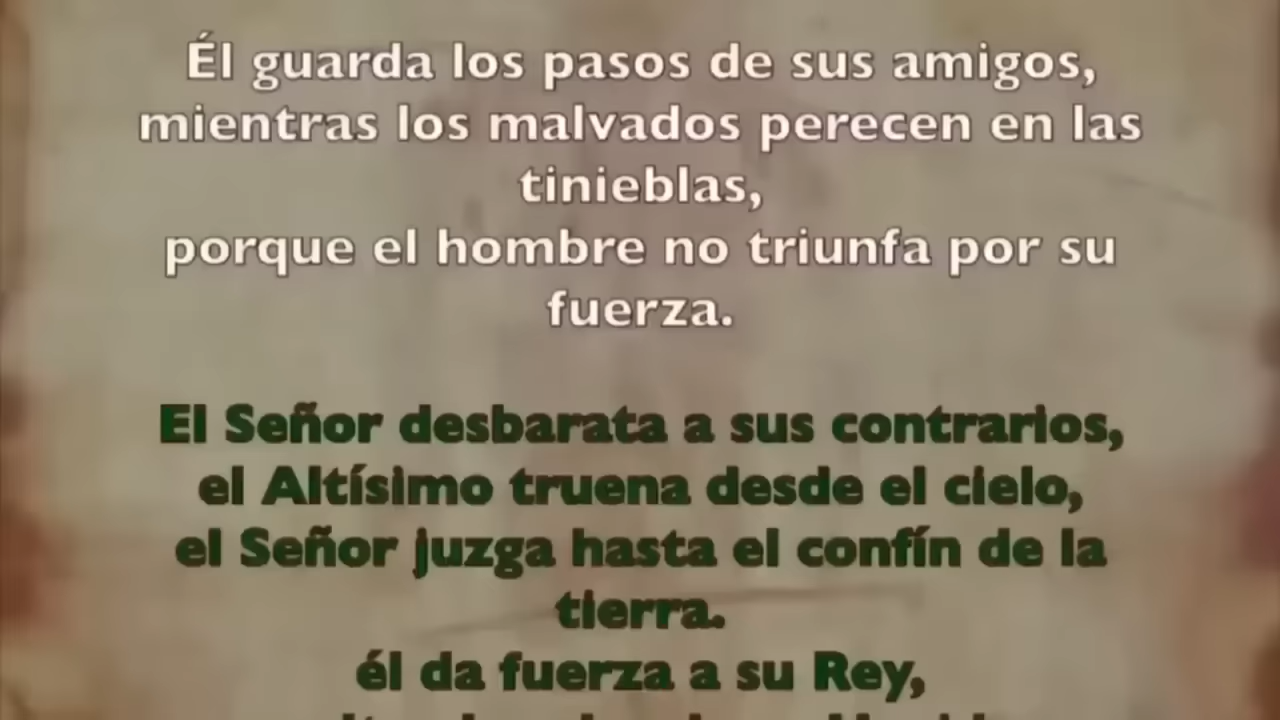 Él guarda los pasos de sus amigos,
mientras los malvados perecen en las
tinieblas,
porque el hombre no triunfa por su
fuerza.
El Señor desbarata a sus contrarios,
el Altísimo truena desde el cielo,
el Señor juzga hasta el confín de la
tierra.
él da fuerza a su Rey,